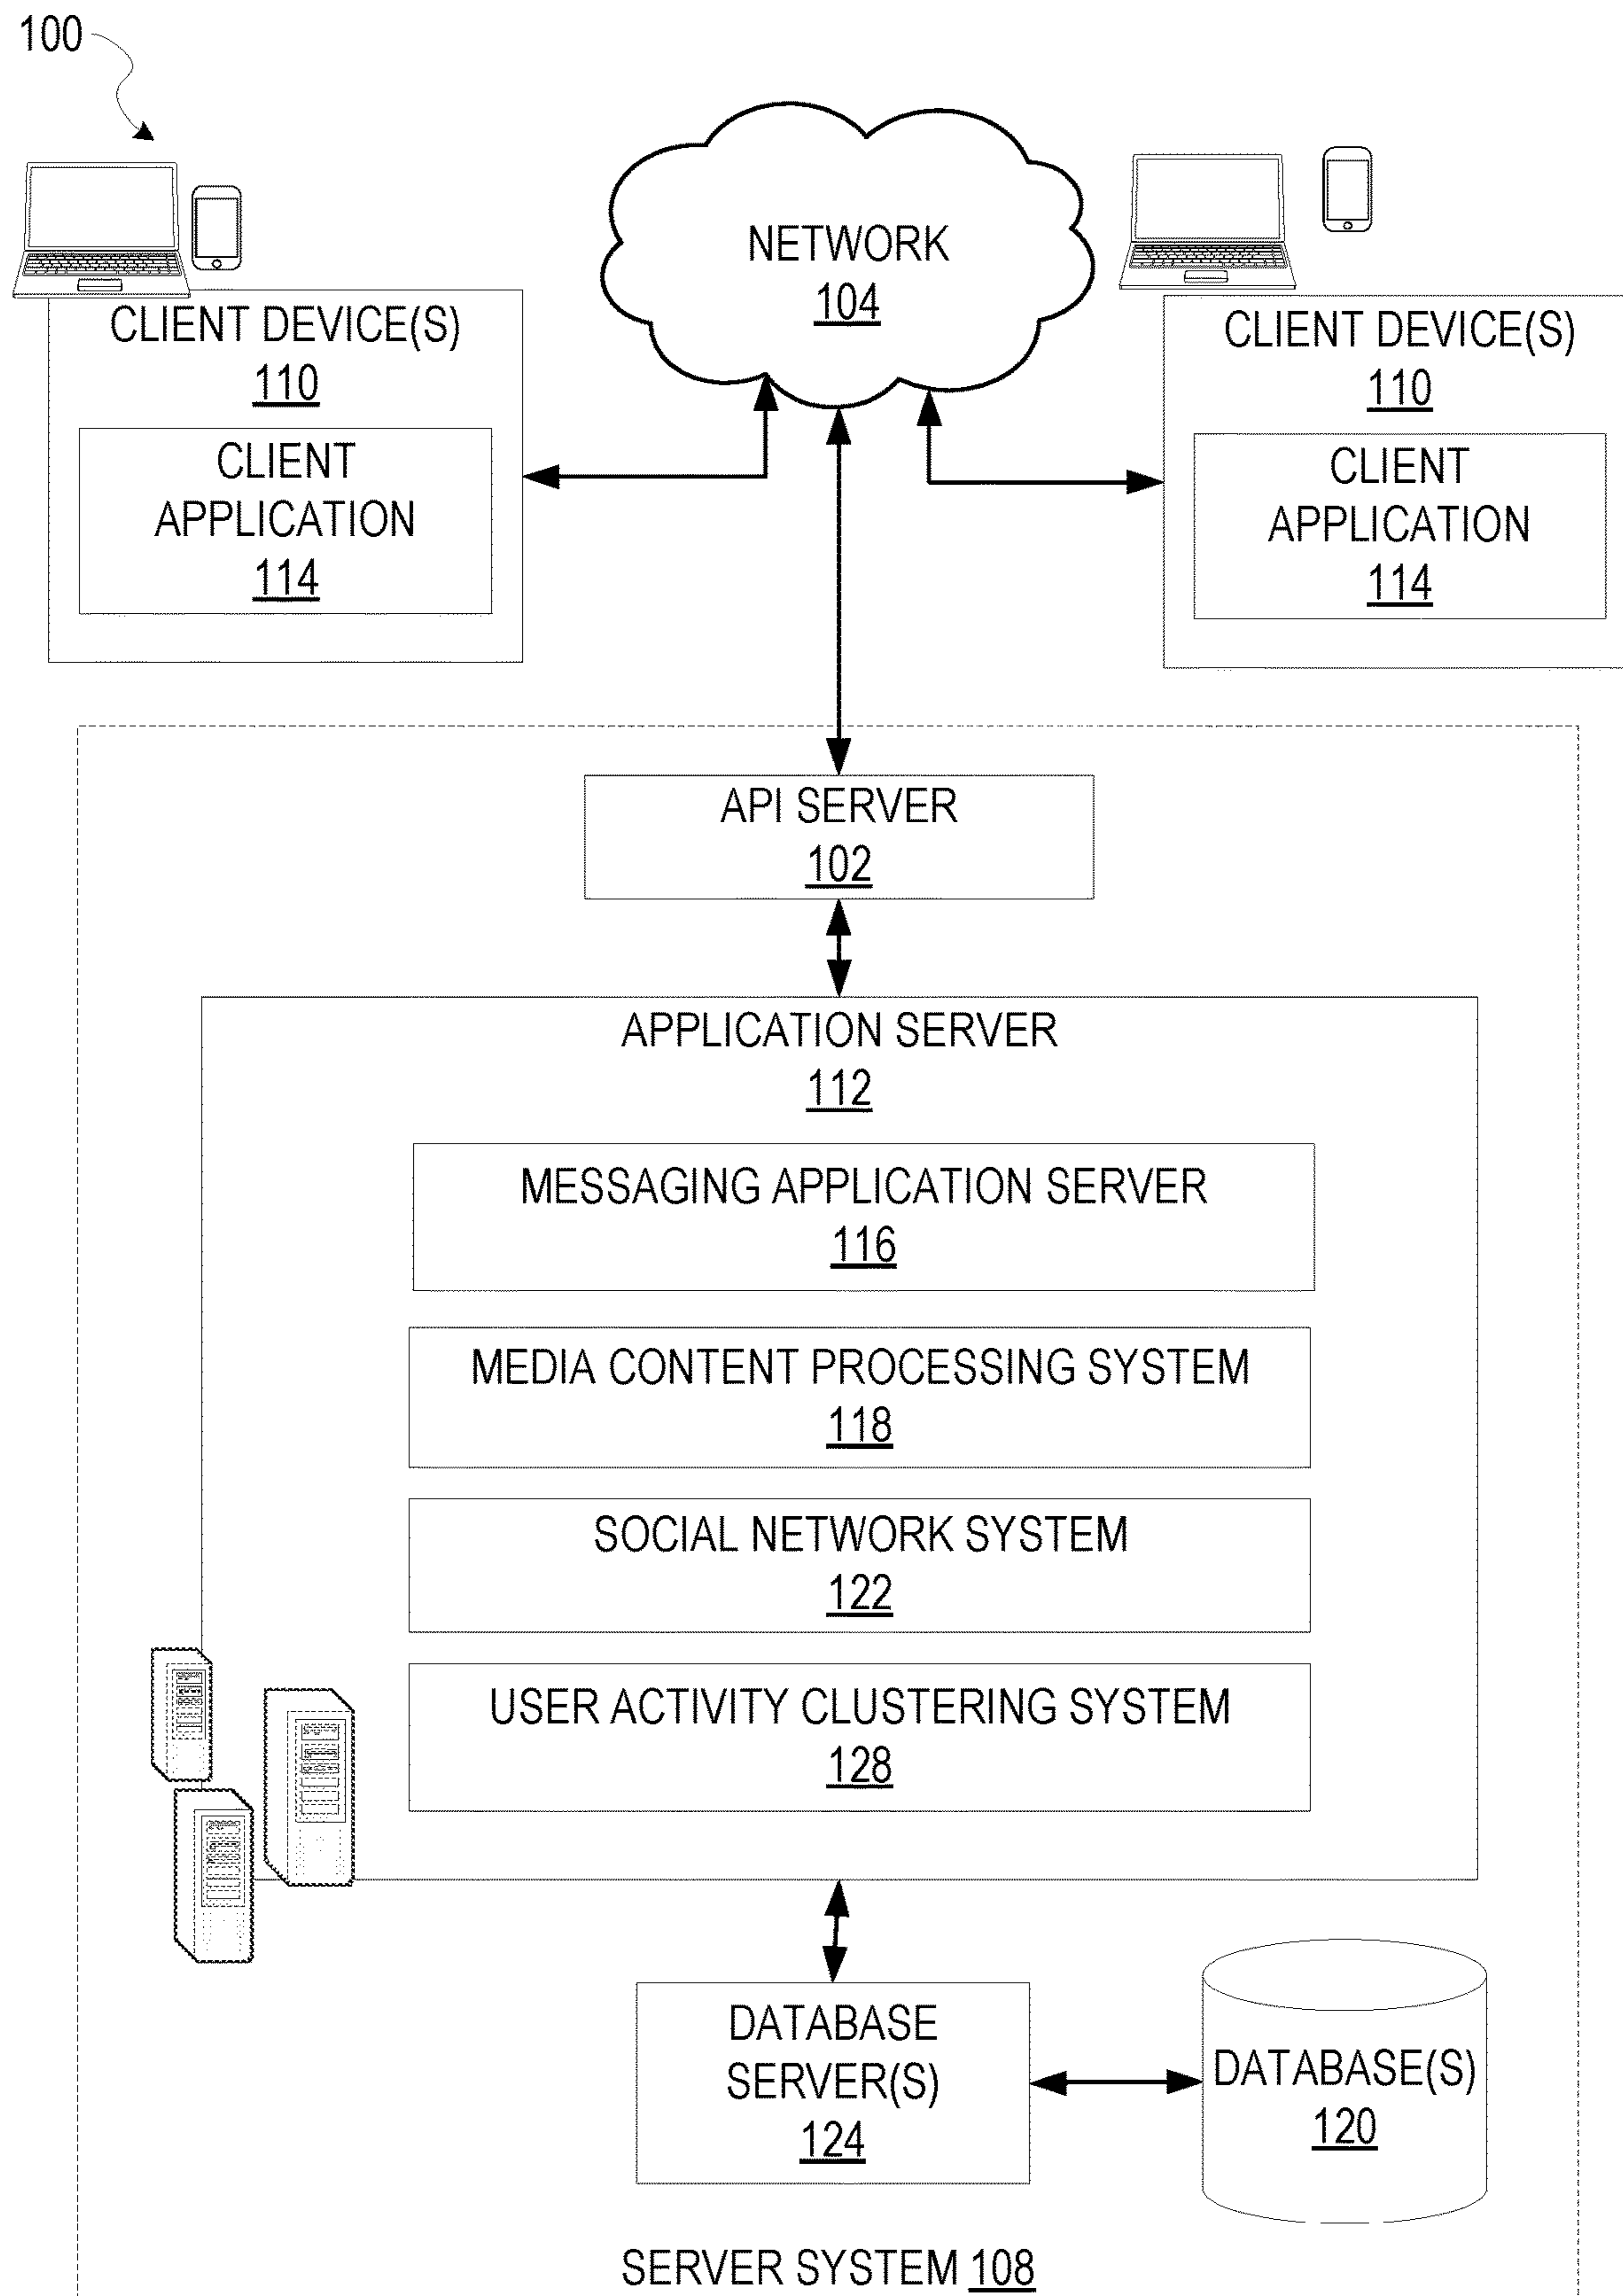 100
NETWORK
104
CLIENT DEVICE(S)
110
CLIENT
APPLICATION
114
CLIENT DEVICE(S)
110
CLIENT
APPLICATION
114
API SERVER
102
APPLICATION SERVER
112
MESSAGING APPLICATION SERVER
116
MEDIA CONTENT PROCESSING SYSTEM
118
SOCIAL NETWORK SYSTEM
122
USER ACTIVITY CLUSTERING SYSTEM
128
DATABASE
SERVER(S)
124
DATABASE(S)
120
SERVER SYSTEM 108